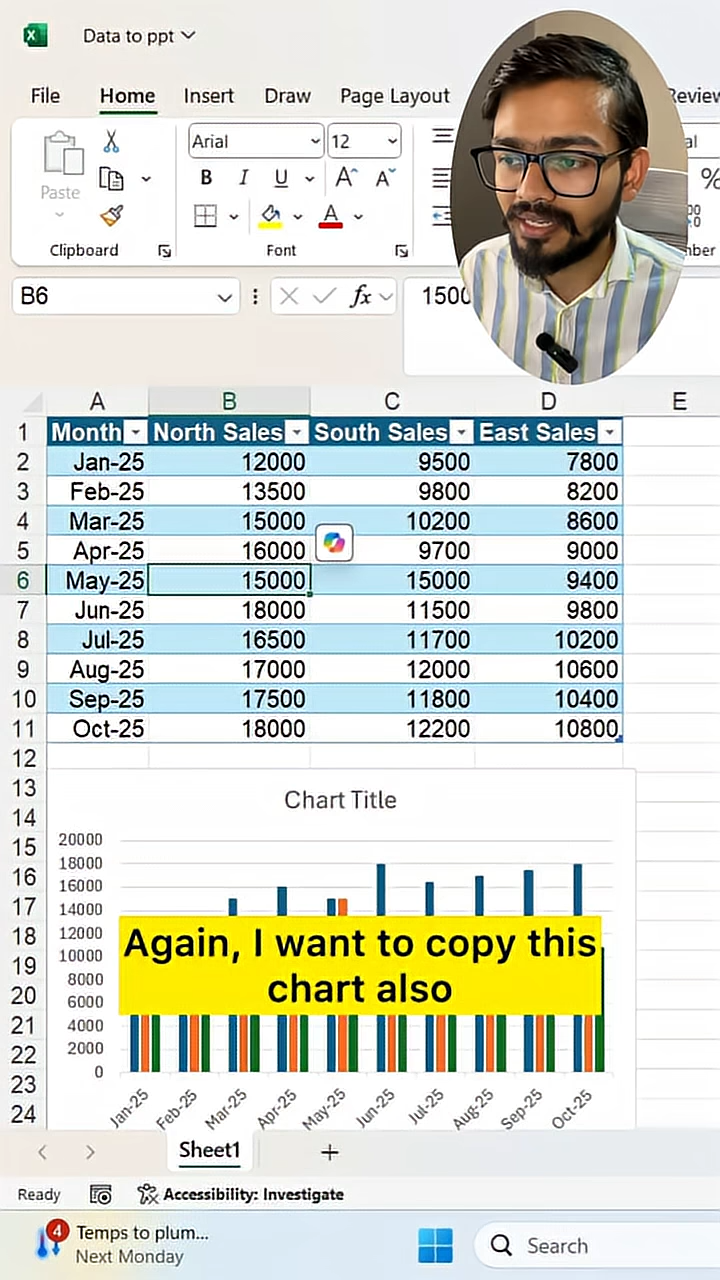 Data to ppt
File Home Insert Draw Page Layout Review
Arial 12
Paste
B I U A A A
Clipboard Font
%
B6 fx 1500
A B C D E
1 Month North Sales South Sales East Sales
2 Jan-25 12000 9500 7800
3 Feb-25 13500 9800 8200
4 Mar-25 15000 10200 8600
5 Apr-25 16000 9700 9000
6 May-25 15000 15000 9400
7 Jun-25 18000 11500 9800
8 Jul-25 16500 11700 10200
9 Aug-25 17000 12000 10600
10 Sep-25 17500 11800 10400
11 Oct-25 18000 12200 10800
12
13
14
15
16
17
18
19
20
21
22
23
24
Chart Title
20000
18000
16000
14000
12000
10000
8000
6000
4000
2000
0
Again, I want to copy this
chart also
Jan-25 Feb-25 Mar-25 Apr-25 May-25 Jun-25 Jul-25 Aug-25 Sep-25 Oct-25
Sheet1
Ready Accessibility: Investigate
4 Temps to plum...
Next Monday
Search